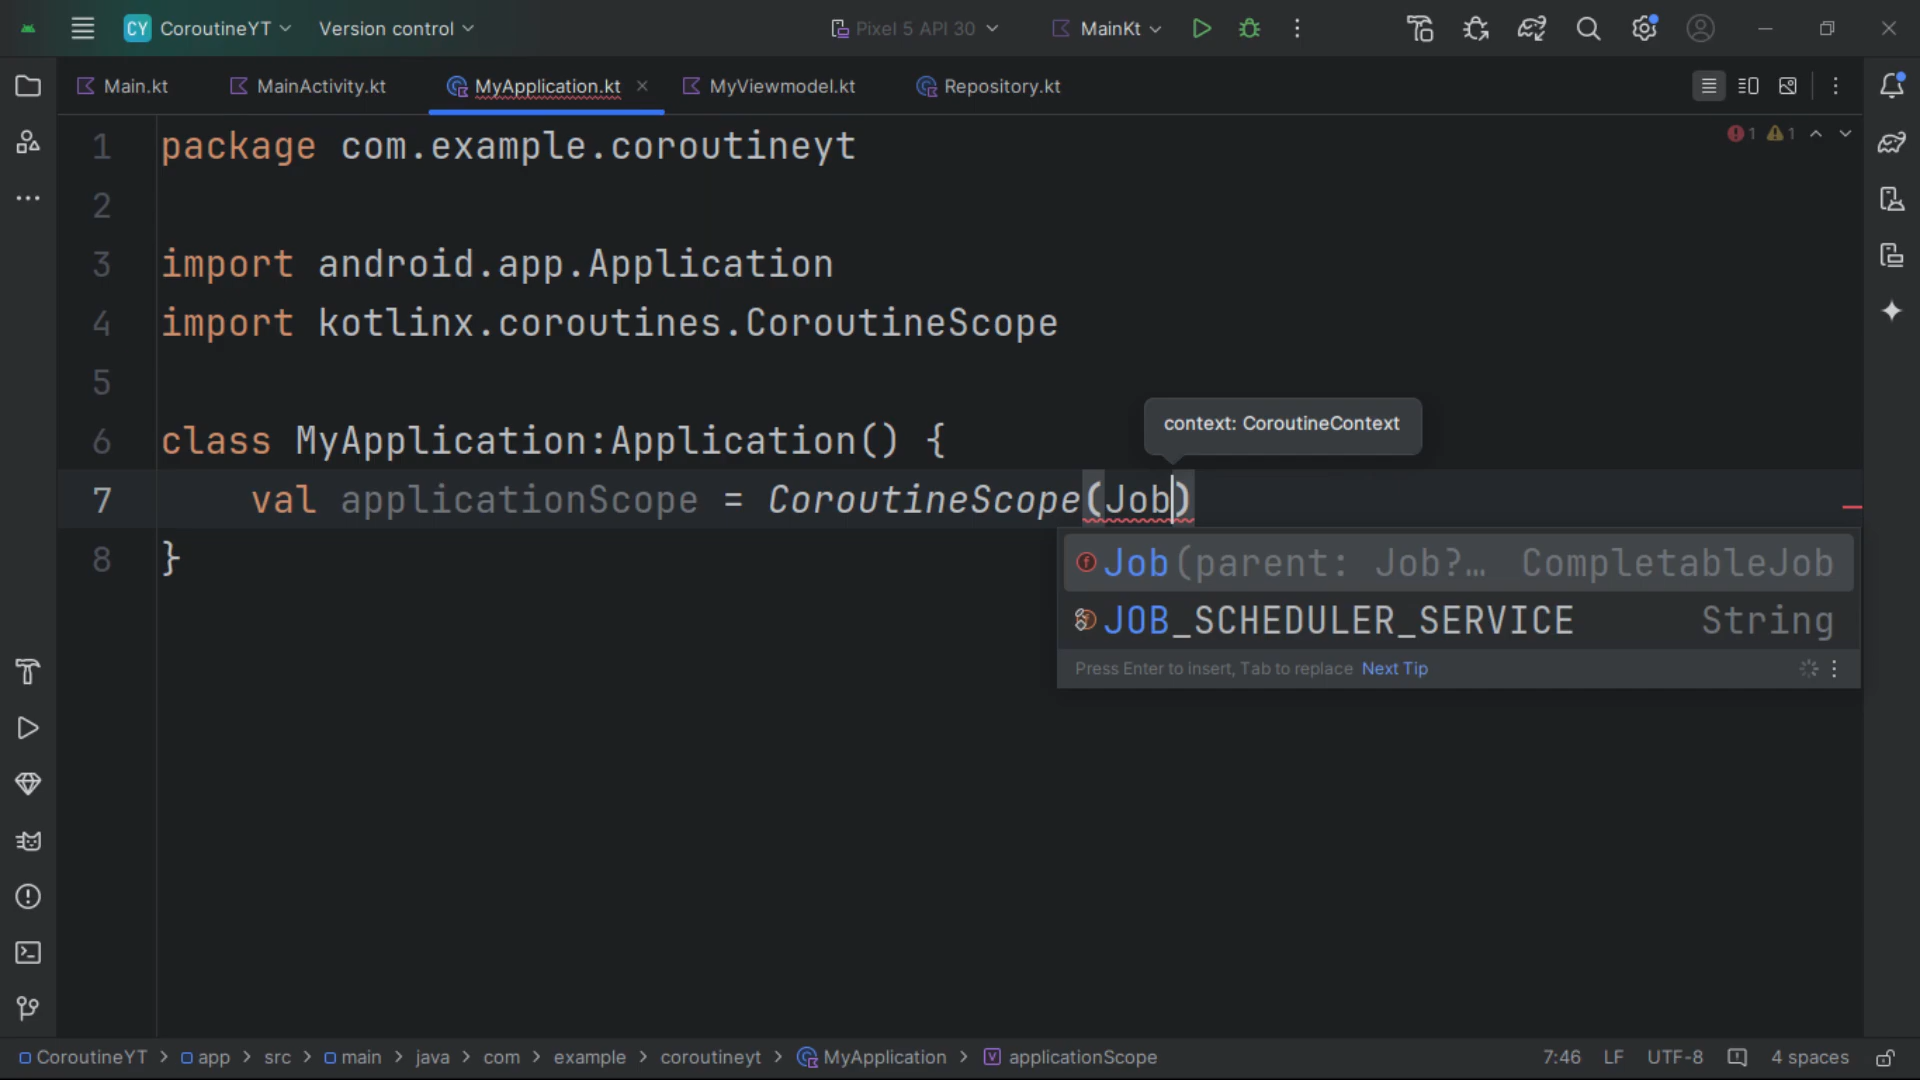 CY CoroutineYT Version control Pixel 5 API 30 MainKt
Main.kt MainActivity.kt MyApplication.kt MyViewmodel.kt Repository.kt
1 package com.example.coroutineyt 1 1
2
3 import android.app.Application
4 import kotlinx.coroutines.CoroutineScope
5
context: CoroutineContext
6 class MyApplication:Application() {
7 val applicationScope = CoroutineScope(Job)
8 }
Job(parent: Job?… CompletableJob
JOB_SCHEDULER_SERVICE String
Press Enter to insert, Tab to replace Next Tip
CoroutineYT > app > src > main > java > com > example > coroutineyt > MyApplication > applicationScope 7:46 LF UTF-8 4 spaces